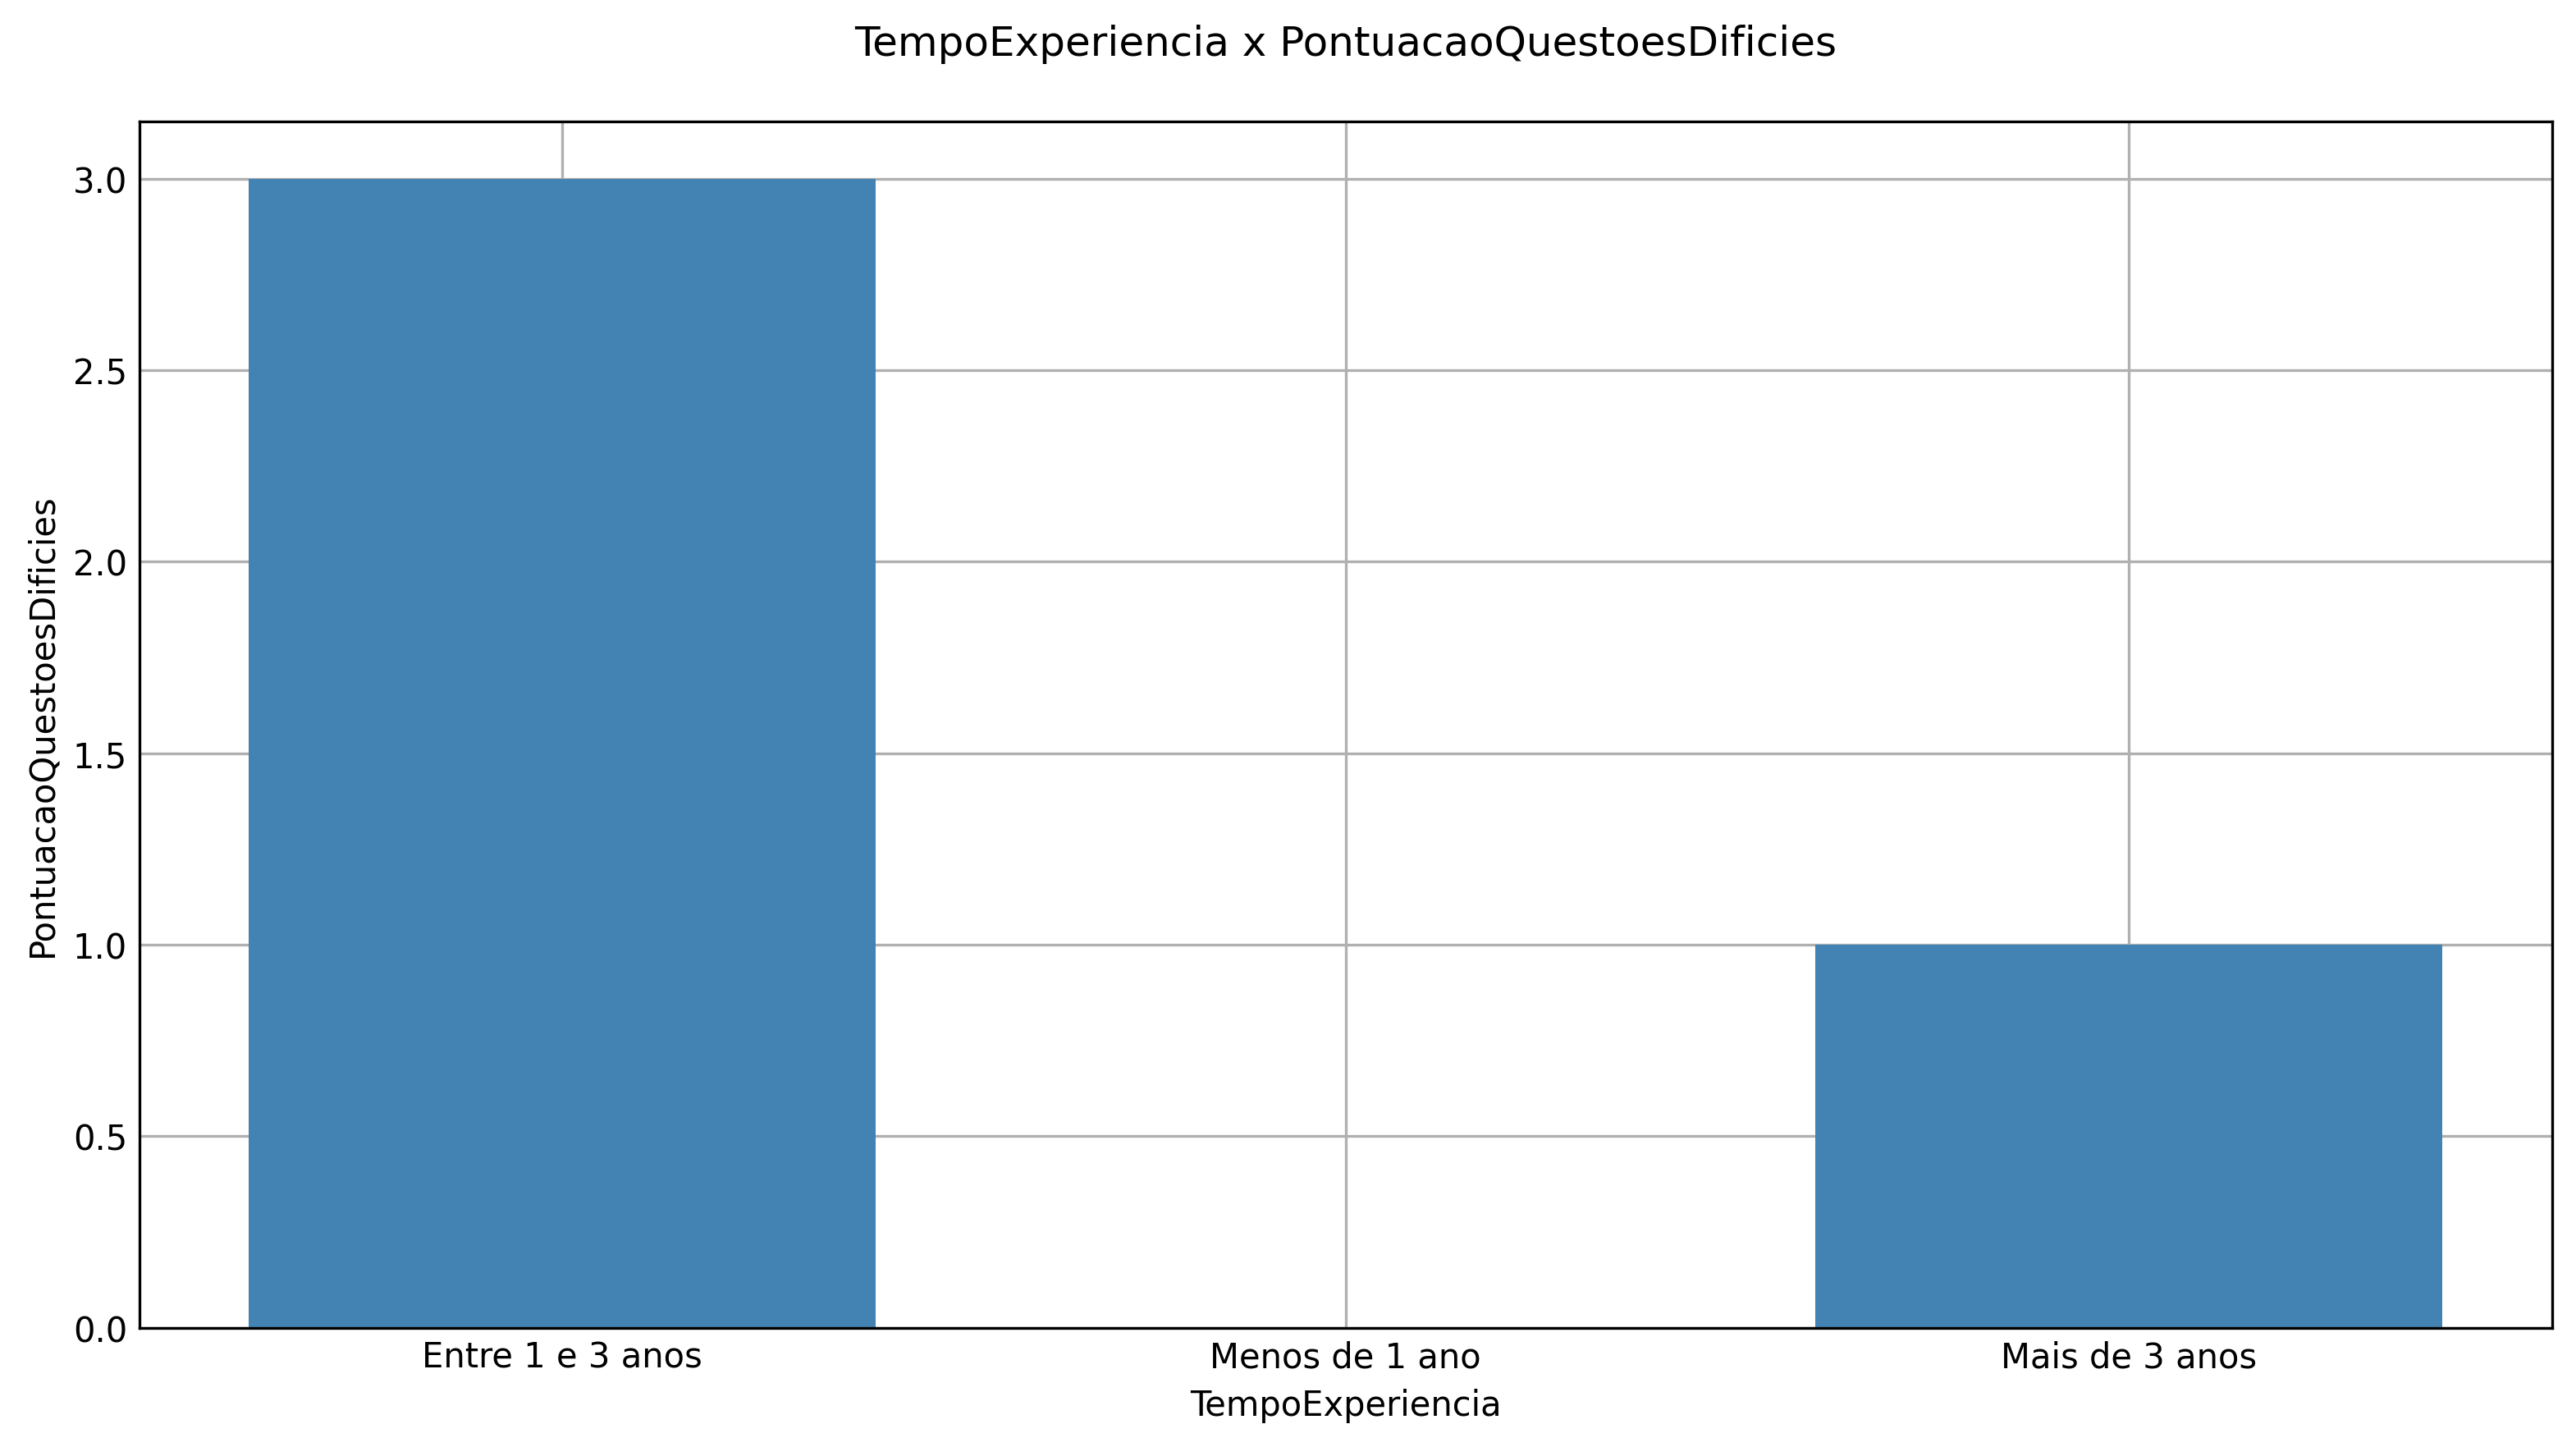 TempoExperiencia x PontuacaoQuestoesDificies
PontuacaoQuestoesDificies
3.0
2.5
2.0
1.5
1.0
0.5
0.0
Entre 1 e 3 anos
Menos de 1 ano
Mais de 3 anos
TempoExperiencia